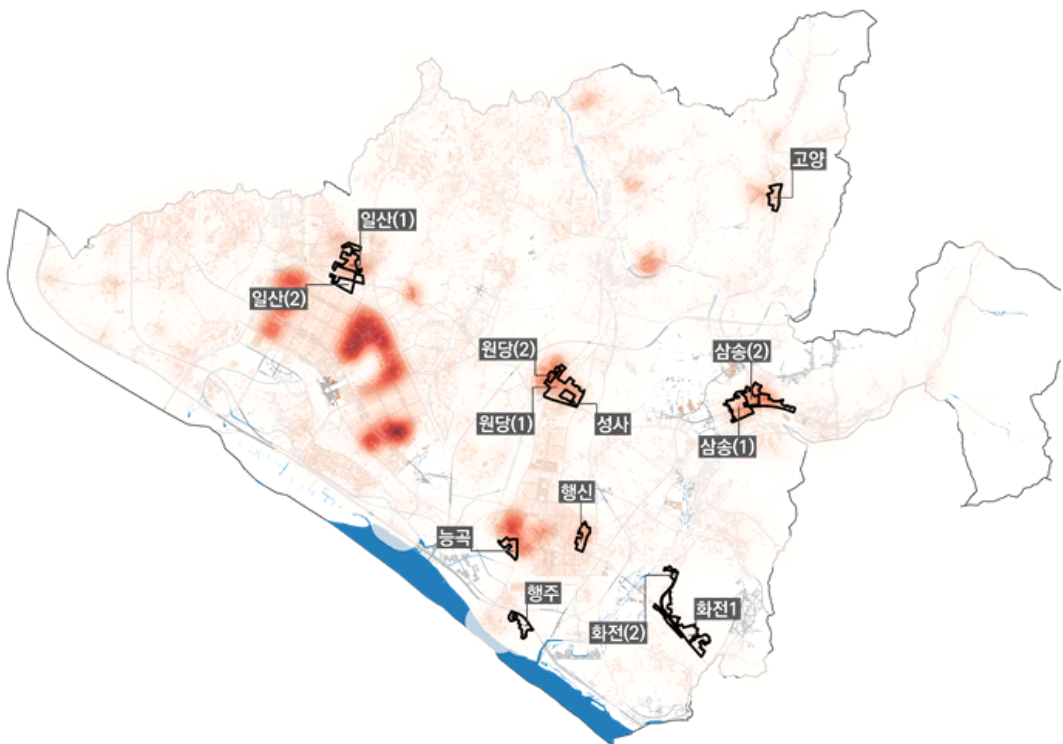 고양
일산(1)
일산(2)
원당(2)
삼송(2)
원당(1)
성사
삼송(1)
행신
능곡
행주
화전1
화전(2)